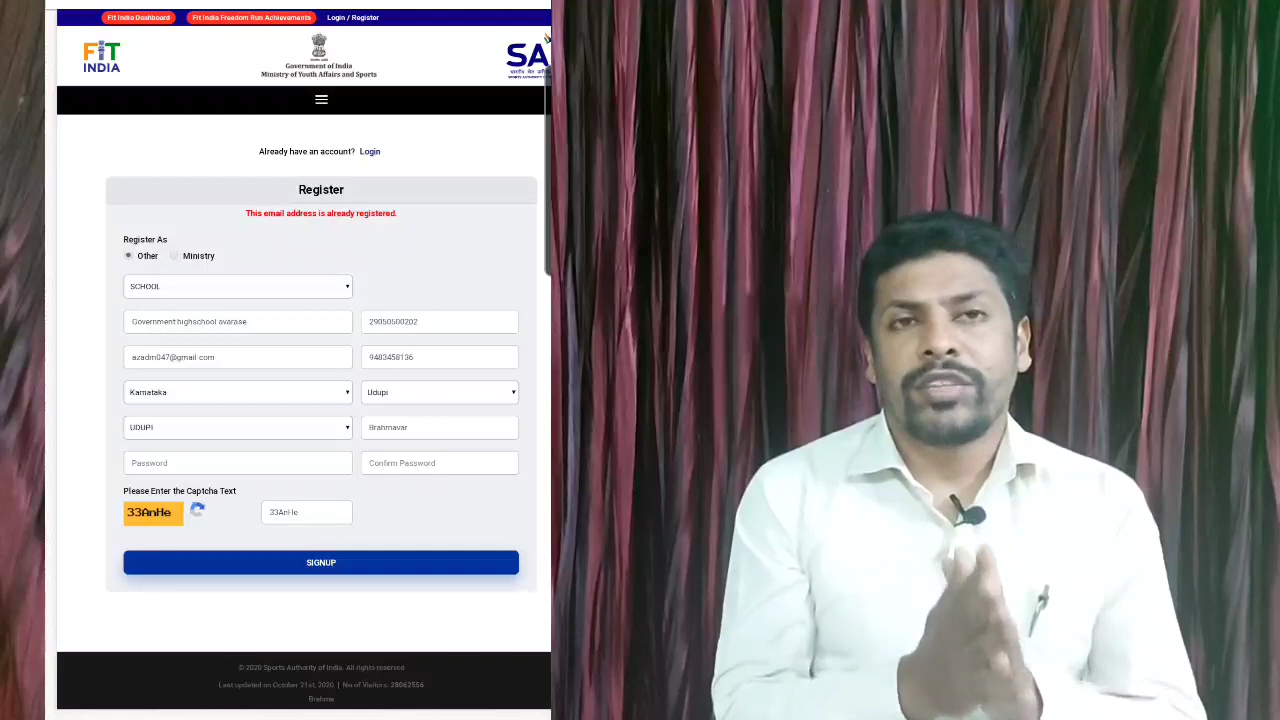 Fit India Dashboard Fit India Freedom Run Achievements Login / Register
FIT
INDIA
Government of India
Ministry of Youth Affairs and Sports
SA
Already have an account? Login
Register
This email address is already registered.
Register As
Other Ministry
SCHOOL
Government highschool avarase 29050500202
azadm047@gmail.com 9483458136
Karnataka Udupi
UDUPI Brahmavar
Password Confirm Password
Please Enter the Captcha Text
33AnHe 33AnHe
SIGNUP
© 2020 Sports Authority of India. All rights reserved
Last updated on October 21st, 2020 | No of Visitors: 28062556
Brahma